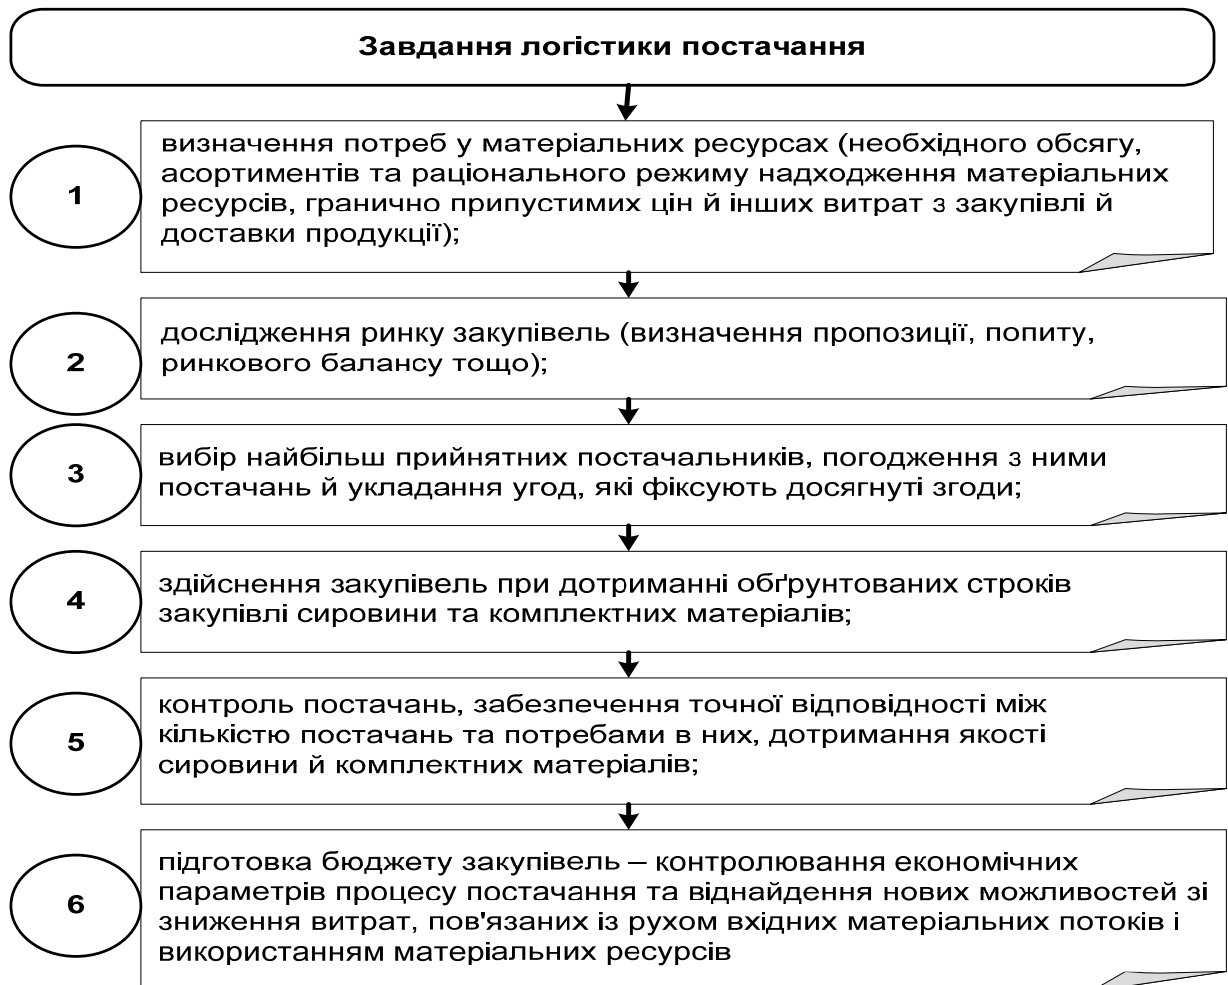 Завдання логістики постачання
1
визначення потреб у матеріальних ресурсах (необхідного обсягу,
асортиментів та раціонального режиму надходження матеріальних
ресурсів, гранично припустимих цін й інших витрат з закупівлі й
доставки продукції);
2
дослідження ринку закупівель (визначення пропозиції, попиту,
ринкового балансу тощо);
3
вибір найбільш прийнятних постачальників, погодження з ними
постачань й укладання угод, які фіксують досягнуті згоди;
4
здійснення закупівель при дотриманні обґрунтованих строків
закупівлі сировини та комплектних матеріалів;
5
контроль постачань, забезпечення точної відповідності між
кількістю постачань та потребами в них, дотримання якості
сировини й комплектних матеріалів;
6
підготовка бюджету закупівель – контролювання економічних
параметрів процесу постачання та віднайдення нових можливостей зі
зниження витрат, пов'язаних із рухом вхідних матеріальних потоків і
використанням матеріальних ресурсів